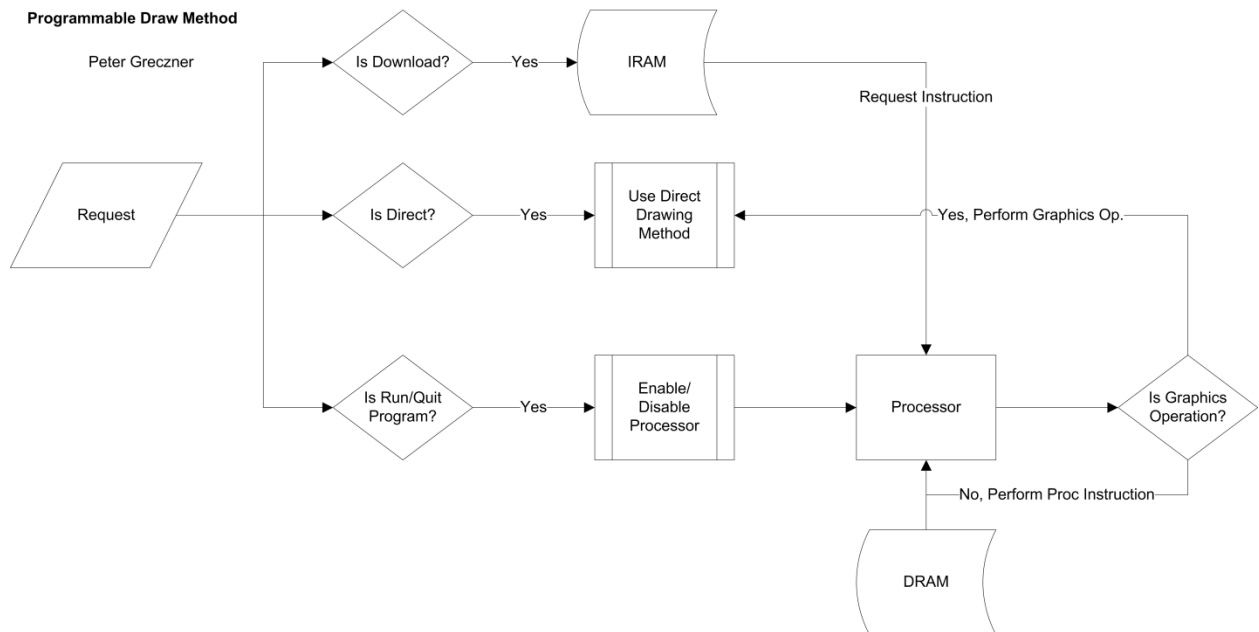 Programmable Draw Method
Peter Greczner
Is Download?
Yes
IRAM
Request Instruction
Request
Is Direct?
Yes
Use Direct
Drawing
Method
Yes, Perform Graphics Op.
Is Run/Quit
Program?
Yes
Enable/
Disable
Processor
Processor
Is Graphics
Operation?
No, Perform Proc Instruction
DRAM